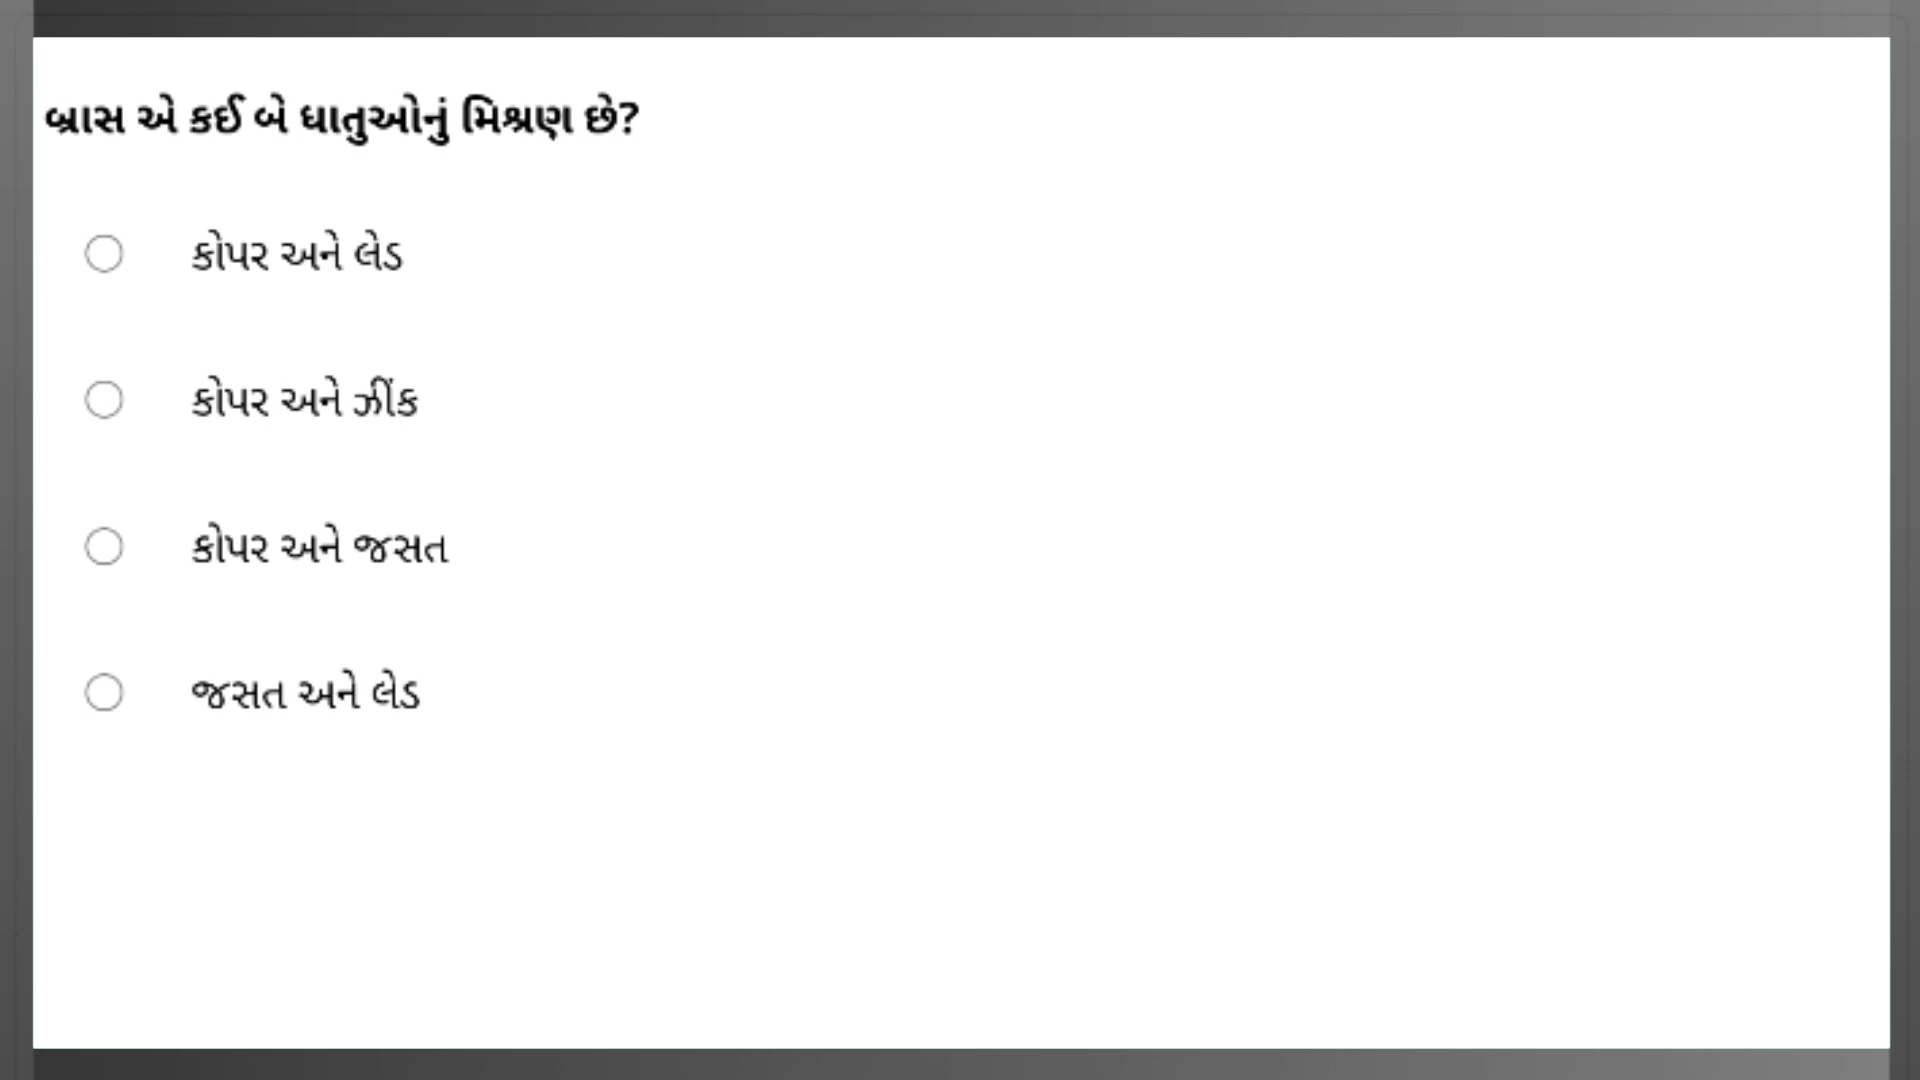 બ્રાસ એ કઈ બે ધાતુઓનું મિશ્રણ છે?
કોપર અને લેડ
કોપર અને ઝીંક
કોપર અને જસત
જસત અને લેડ